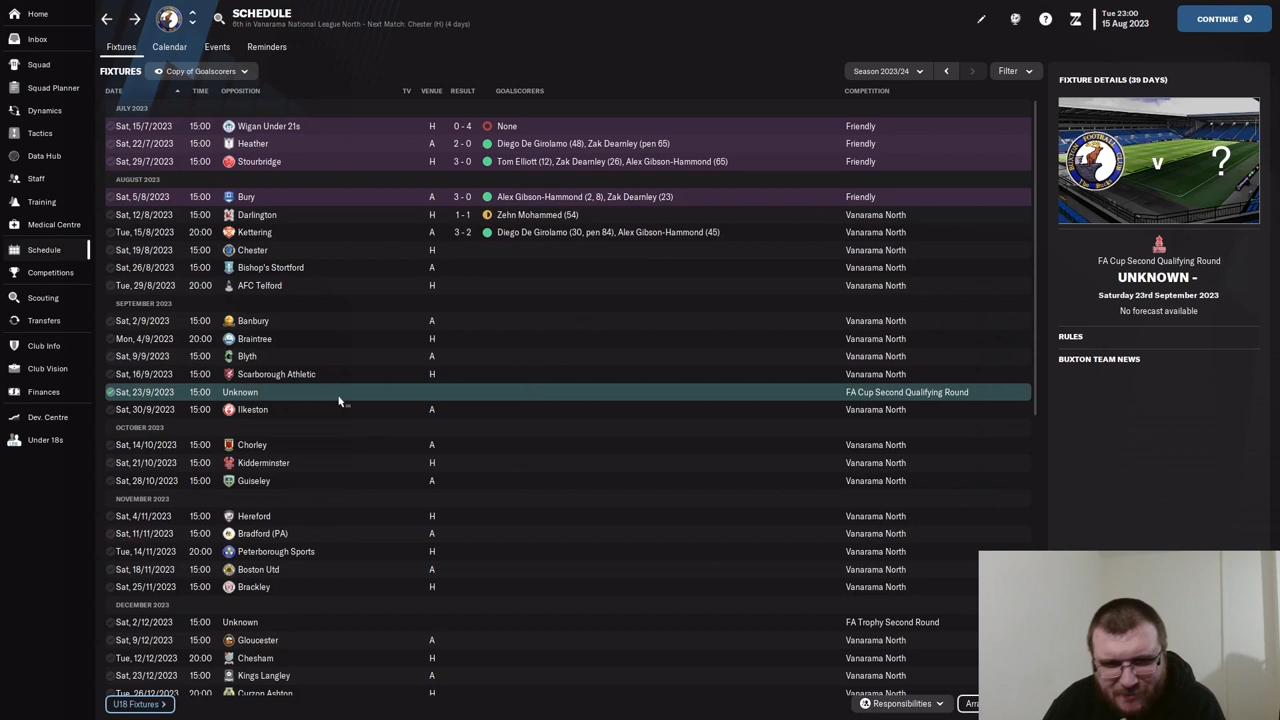 Home
SCHEDULE
6th in Vanarama National League North - Next Match: Chester (H) (4 days)
Tue 23:00
15 Aug 2023
CONTINUE
Inbox
Squad
Squad Planner
Dynamics
Tactics
Data Hub
Staff
Training
Medical Centre
Schedule
Competitions
Scouting
Transfers
Club Info
Club Vision
Finances
Dev. Centre
Under 18s
Fixtures Calendar Events Reminders
FIXTURES Copy of Goalscorers Season 2023/24 Filter
DATE TIME OPPOSITION TV VENUE RESULT GOALSCORERS COMPETITION
JULY 2023
Sat, 15/7/2023 15:00 Wigan Under 21s H 0 - 4 None Friendly
Sat, 22/7/2023 15:00 Heather A 2 - 0 Diego De Girolamo (48), Zak Dearnley (pen 65) Friendly
Sat, 29/7/2023 15:00 Stourbridge H 3 - 0 Tom Elliott (12), Zak Dearnley (26), Alex Gibson-Hammond (65) Friendly
AUGUST 2023
Sat, 5/8/2023 15:00 Bury A 3 - 0 Alex Gibson-Hammond (2, 8), Zak Dearnley (23) Friendly
Sat, 12/8/2023 15:00 Darlington H 1 - 1 Zehn Mohammed (54) Vanarama North
Tue, 15/8/2023 20:00 Kettering A 3 - 2 Diego De Girolamo (30, pen 84), Alex Gibson-Hammond (45) Vanarama North
Sat, 19/8/2023 15:00 Chester H Vanarama North
Sat, 26/8/2023 15:00 Bishop's Stortford A Vanarama North
Tue, 29/8/2023 20:00 AFC Telford H Vanarama North
SEPTEMBER 2023
Sat, 2/9/2023 15:00 Banbury A Vanarama North
Mon, 4/9/2023 20:00 Braintree H Vanarama North
Sat, 9/9/2023 15:00 Blyth A Vanarama North
Sat, 16/9/2023 15:00 Scarborough Athletic H Vanarama North
Sat, 23/9/2023 15:00 Unknown FA Cup Second Qualifying Round
Sat, 30/9/2023 15:00 Ilkeston A Vanarama North
OCTOBER 2023
Sat, 14/10/2023 15:00 Chorley A Vanarama North
Sat, 21/10/2023 15:00 Kidderminster H Vanarama North
Sat, 28/10/2023 15:00 Guiseley A Vanarama North
NOVEMBER 2023
Sat, 4/11/2023 15:00 Hereford H Vanarama North
Sat, 11/11/2023 15:00 Bradford (PA) A Vanarama North
Tue, 14/11/2023 20:00 Peterborough Sports H Vanarama North
Sat, 18/11/2023 15:00 Boston Utd A Vanarama North
Sat, 25/11/2023 15:00 Brackley H Vanarama North
DECEMBER 2023
Sat, 2/12/2023 15:00 Unknown FA Trophy Second Round
Sat, 9/12/2023 15:00 Gloucester A Vanarama North
Tue, 12/12/2023 20:00 Chesham H Vanarama North
Sat, 23/12/2023 15:00 Kings Langley A Vanarama North
Tue, 26/12/2023 20:00 Curzon Ashton H Vanarama North
U18 Fixtures Responsibilities
FIXTURE DETAILS (39 DAYS)
v ?
FA Cup Second Qualifying Round
UNKNOWN -
Saturday 23rd September 2023
No forecast available
RULES
BUXTON TEAM NEWS